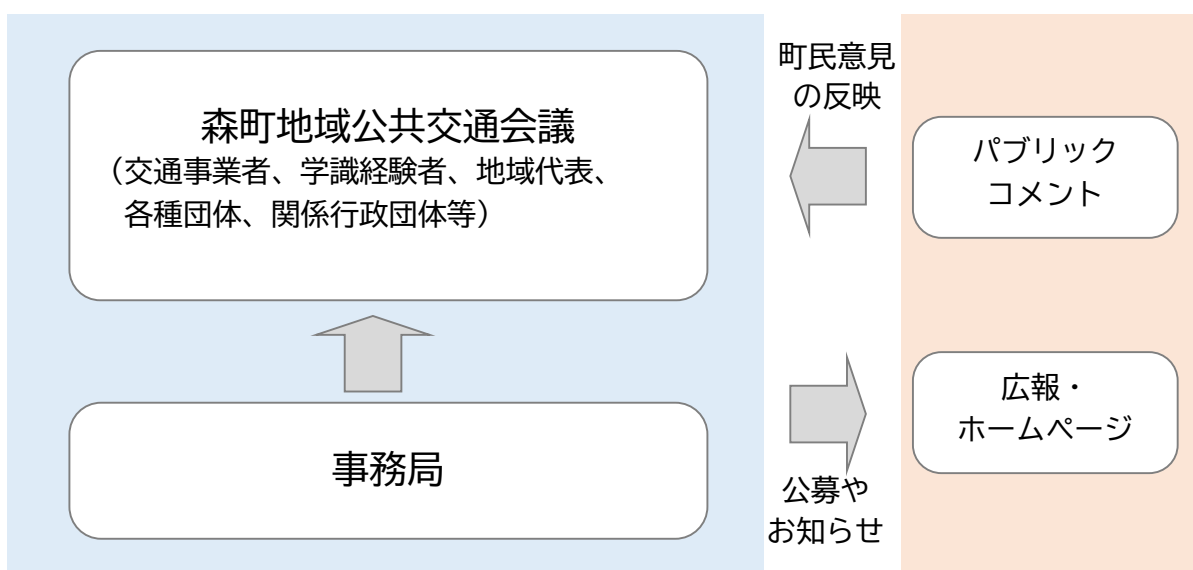 森町地域公共交通会議
（交通事業者、学識経験者、地域代表、
各種団体、関係行政団体等）
事務局
町民意見
の反映
パブリック
コメント
公募や
お知らせ
広報・
ホームページ